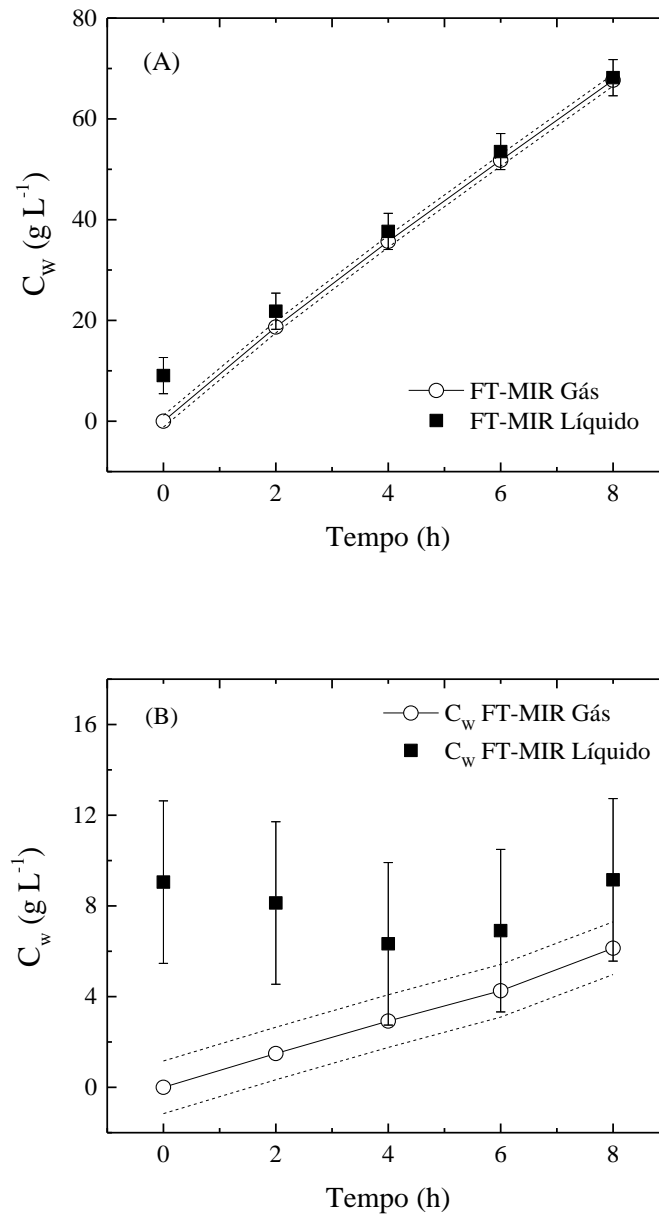 80
(A)
60
40
20
0
C_w (g L⁻¹)
FT-MIR Gás
FT-MIR Líquido
0 2 4 6 8
Tempo (h)
16
(B)
C_w FT-MIR Gás
C_w FT-MIR Líquido
12
8
4
0
C_w (g L⁻¹)
0 2 4 6 8
Tempo (h)